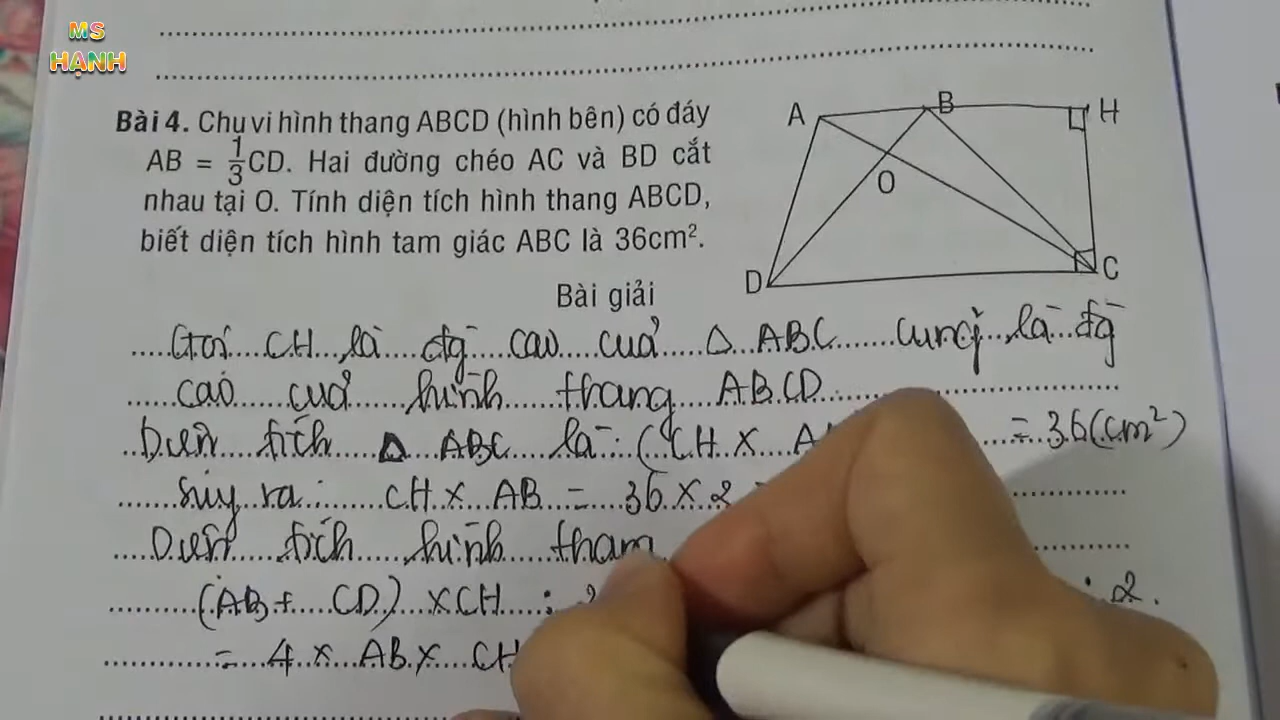 MS
HẠNH
Bài 4. Chu vi hình thang ABCD (hình bên) có đáy
AB = 1/3 CD. Hai đường chéo AC và BD cắt
nhau tại O. Tính diện tích hình thang ABCD,
biết diện tích hình tam giác ABC là 36cm².
A
B
H
O
D
C
Bài giải
Gọi CH là đg cao của Δ ABC cũng là đg
cao của hình thang ABCD
Diện tích Δ ABC là: (CH x = 36(cm²)
Suy ra: CH x AB = 36 x 2
Diện tích hình thang
(AB + CD) x CH : 2 : 2.
= 4 x AB x CH